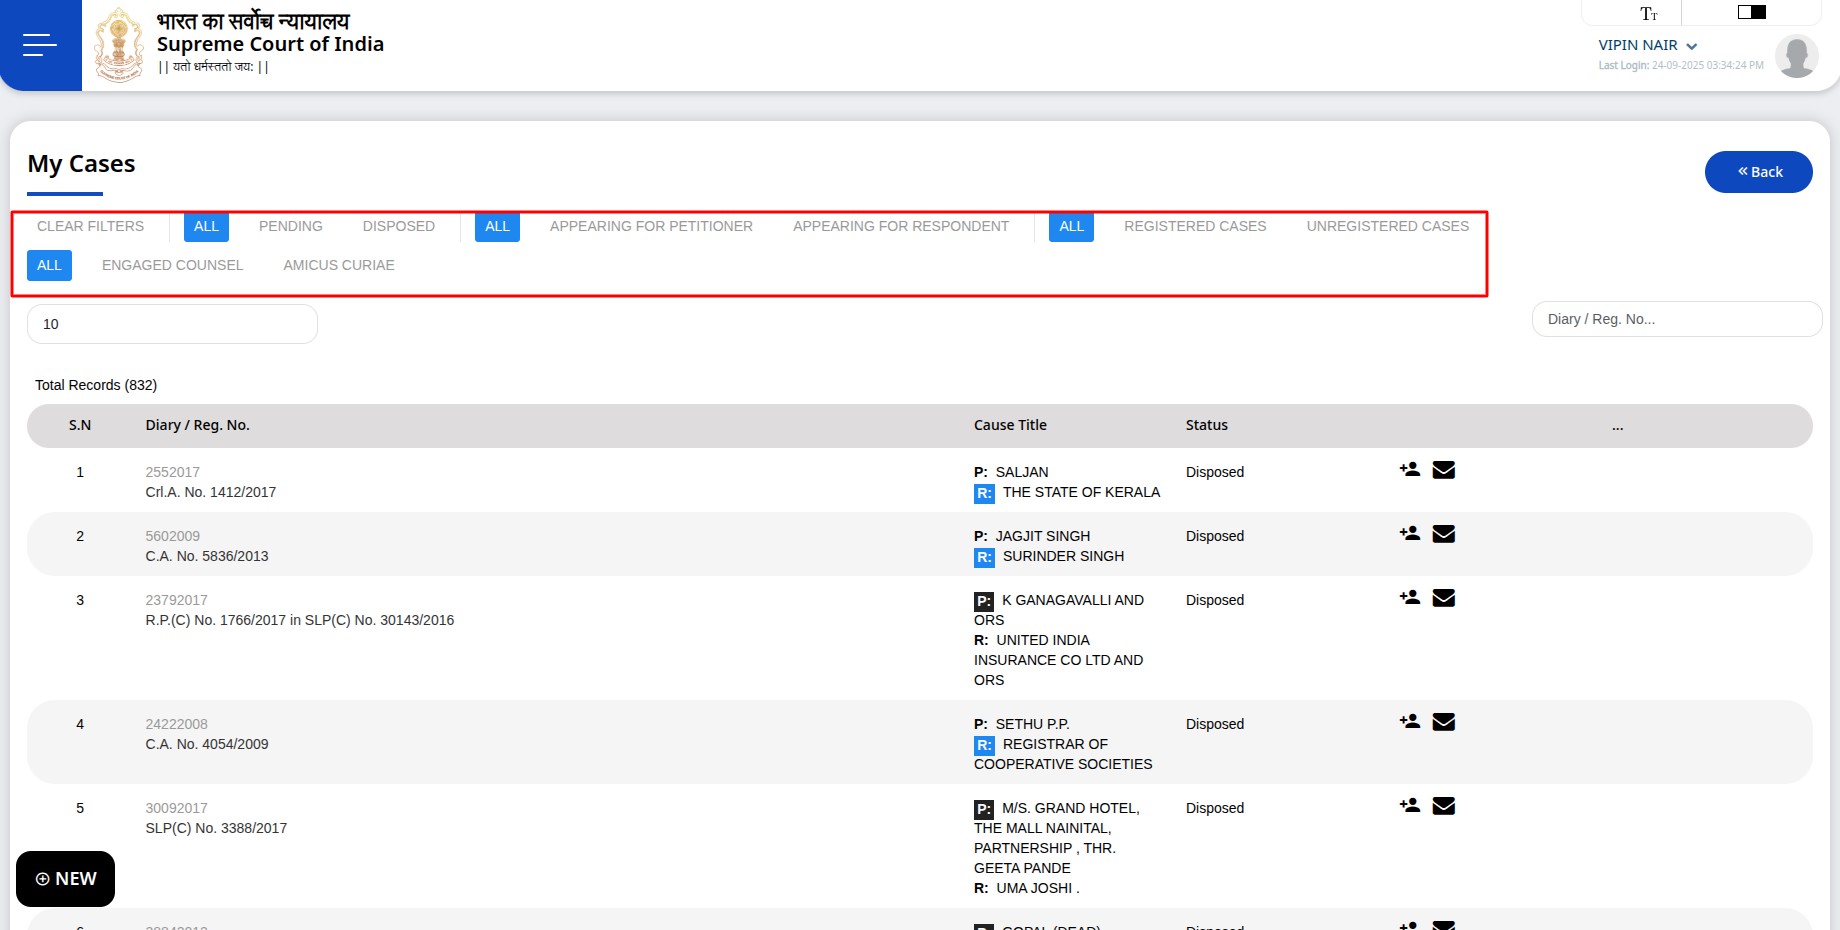 भारत का सर्वोच्च न्यायालय
Supreme Court of India
|| यतो धर्मस्ततो जय: ||
TT
VIPIN NAIR
Last Login: 24-09-2025 03:34:24 PM
My Cases
« Back
CLEAR FILTERS ALL PENDING DISPOSED ALL APPEARING FOR PETITIONER APPEARING FOR RESPONDENT ALL REGISTERED CASES UNREGISTERED CASES
ALL ENGAGED COUNSEL AMICUS CURIAE
10
Diary / Reg. No...
Total Records (832)
S.N Diary / Reg. No. Cause Title Status ...
1 2552017 P: SALJAN Disposed
Crl.A. No. 1412/2017 R: THE STATE OF KERALA
2 5602009 P: JAGJIT SINGH Disposed
C.A. No. 5836/2013 R: SURINDER SINGH
3 23792017 P: K GANAGAVALLI AND Disposed
R.P.(C) No. 1766/2017 in SLP(C) No. 30143/2016 ORS
R: UNITED INDIA
INSURANCE CO LTD AND
ORS
4 24222008 P: SETHU P.P. Disposed
C.A. No. 4054/2009 R: REGISTRAR OF
COOPERATIVE SOCIETIES
5 30092017 P: M/S. GRAND HOTEL, Disposed
SLP(C) No. 3388/2017 THE MALL NAINITAL,
PARTNERSHIP , THR.
GEETA PANDE
R: UMA JOSHI .
NEW